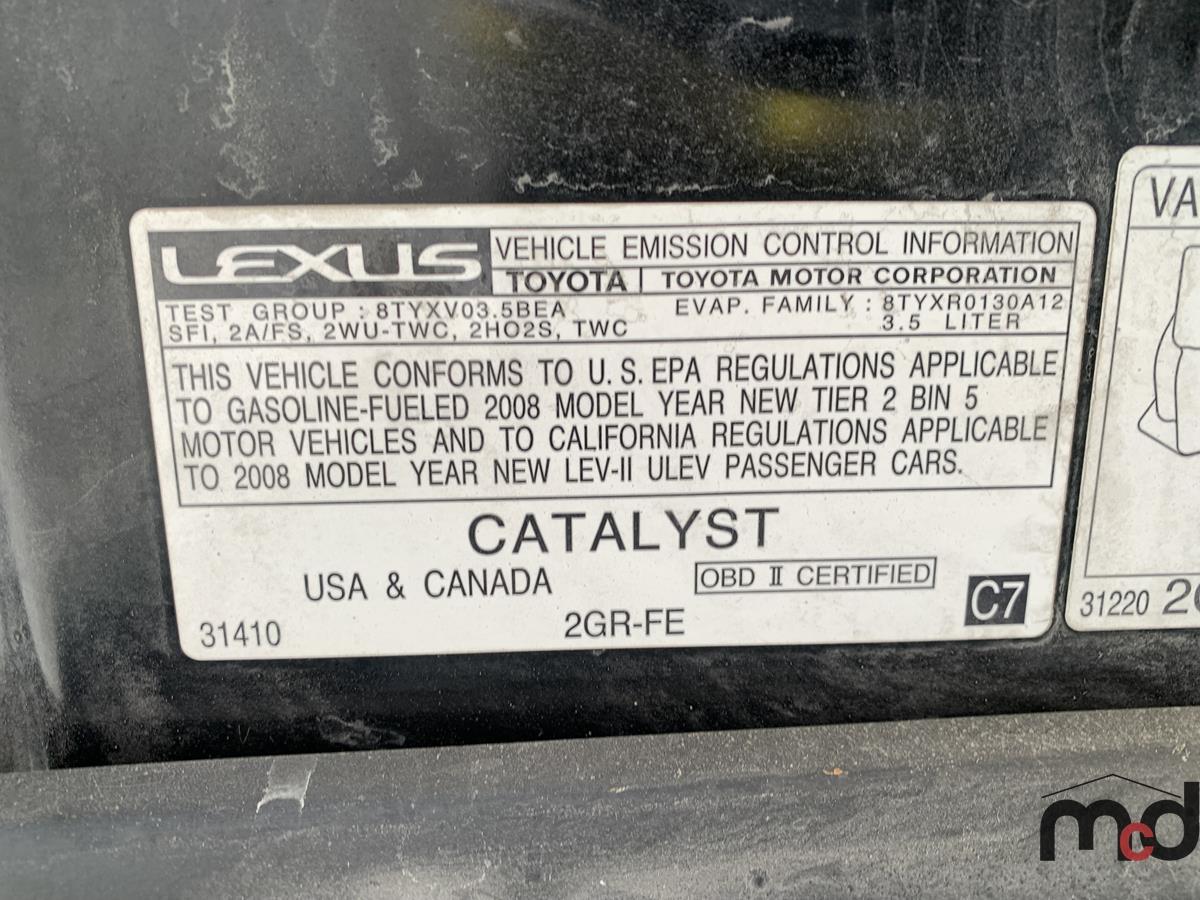 LEXUS
VEHICLE EMISSION CONTROL INFORMATION
TOYOTA TOYOTA MOTOR CORPORATION
TEST GROUP : 8TYXV03.5BEA EVAP. FAMILY : 8TYXR0130A12
SFI, 2A/FS, 2WU-TWC, 2HO2S, TWC 3.5 LITER
THIS VEHICLE CONFORMS TO U.S. EPA REGULATIONS APPLICABLE
TO GASOLINE-FUELED 2008 MODEL YEAR NEW TIER 2 BIN 5
MOTOR VEHICLES AND TO CALIFORNIA REGULATIONS APPLICABLE
TO 2008 MODEL YEAR NEW LEV-II ULEV PASSENGER CARS.
CATALYST
USA & CANADA OBD II CERTIFIED
31410 2GR-FE C7
VA
31220 2G
mcd